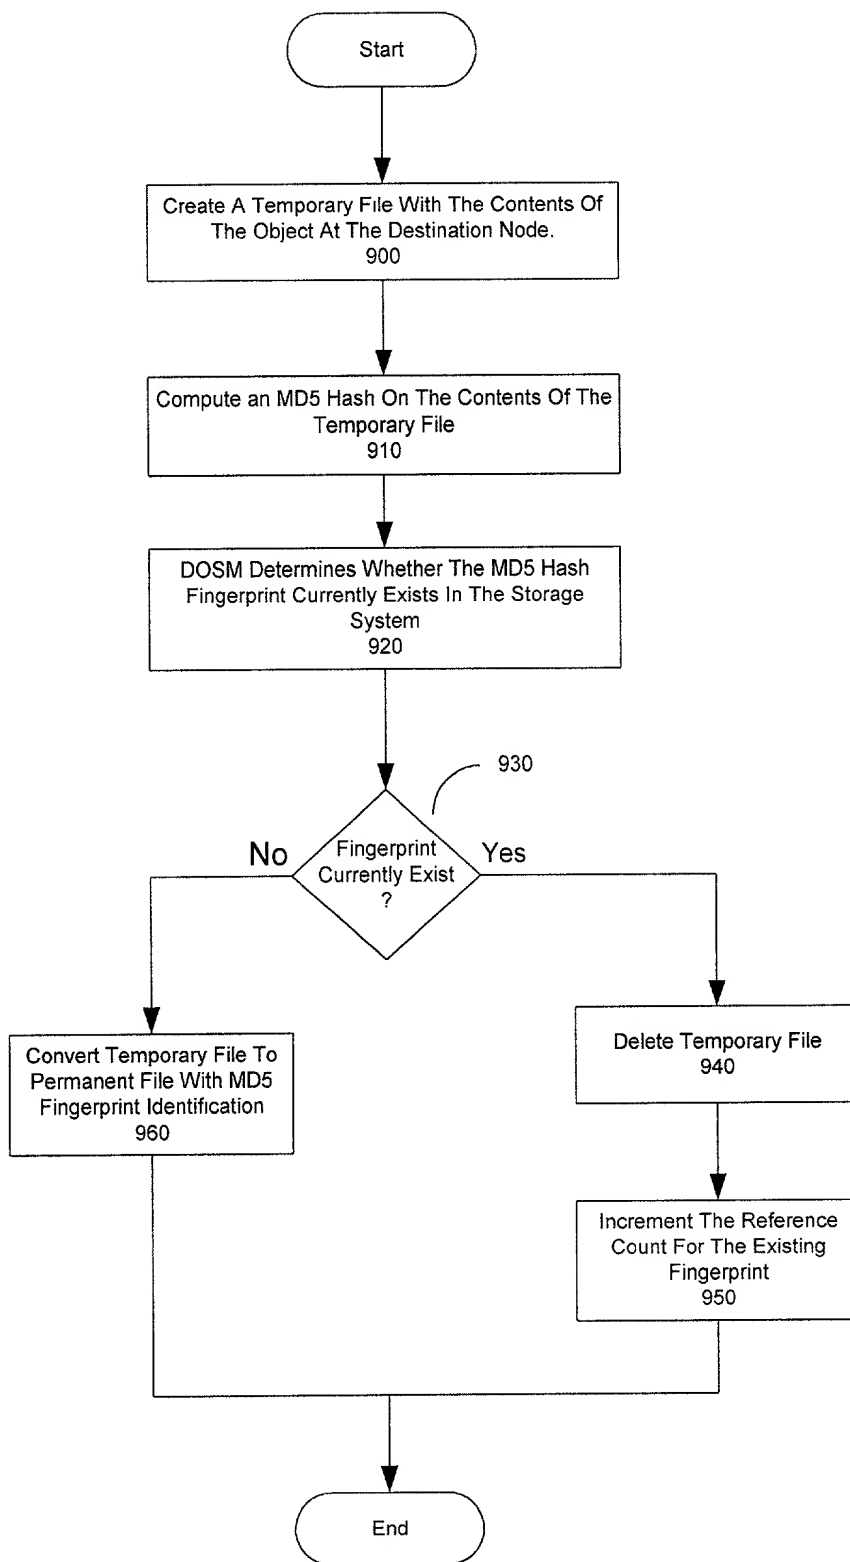 Start
Create A Temporary File With The Contents Of
The Object At The Destination Node.
900
Compute an MD5 Hash On The Contents Of The
Temporary File
910
DOSM Determines Whether The MD5 Hash
Fingerprint Currently Exists In The Storage
System
920
930
No
Fingerprint
Currently Exist
?
Yes
Convert Temporary File To
Permanent File With MD5
Fingerprint Identification
960
Delete Temporary File
940
Increment The Reference
Count For The Existing
Fingerprint
950
End